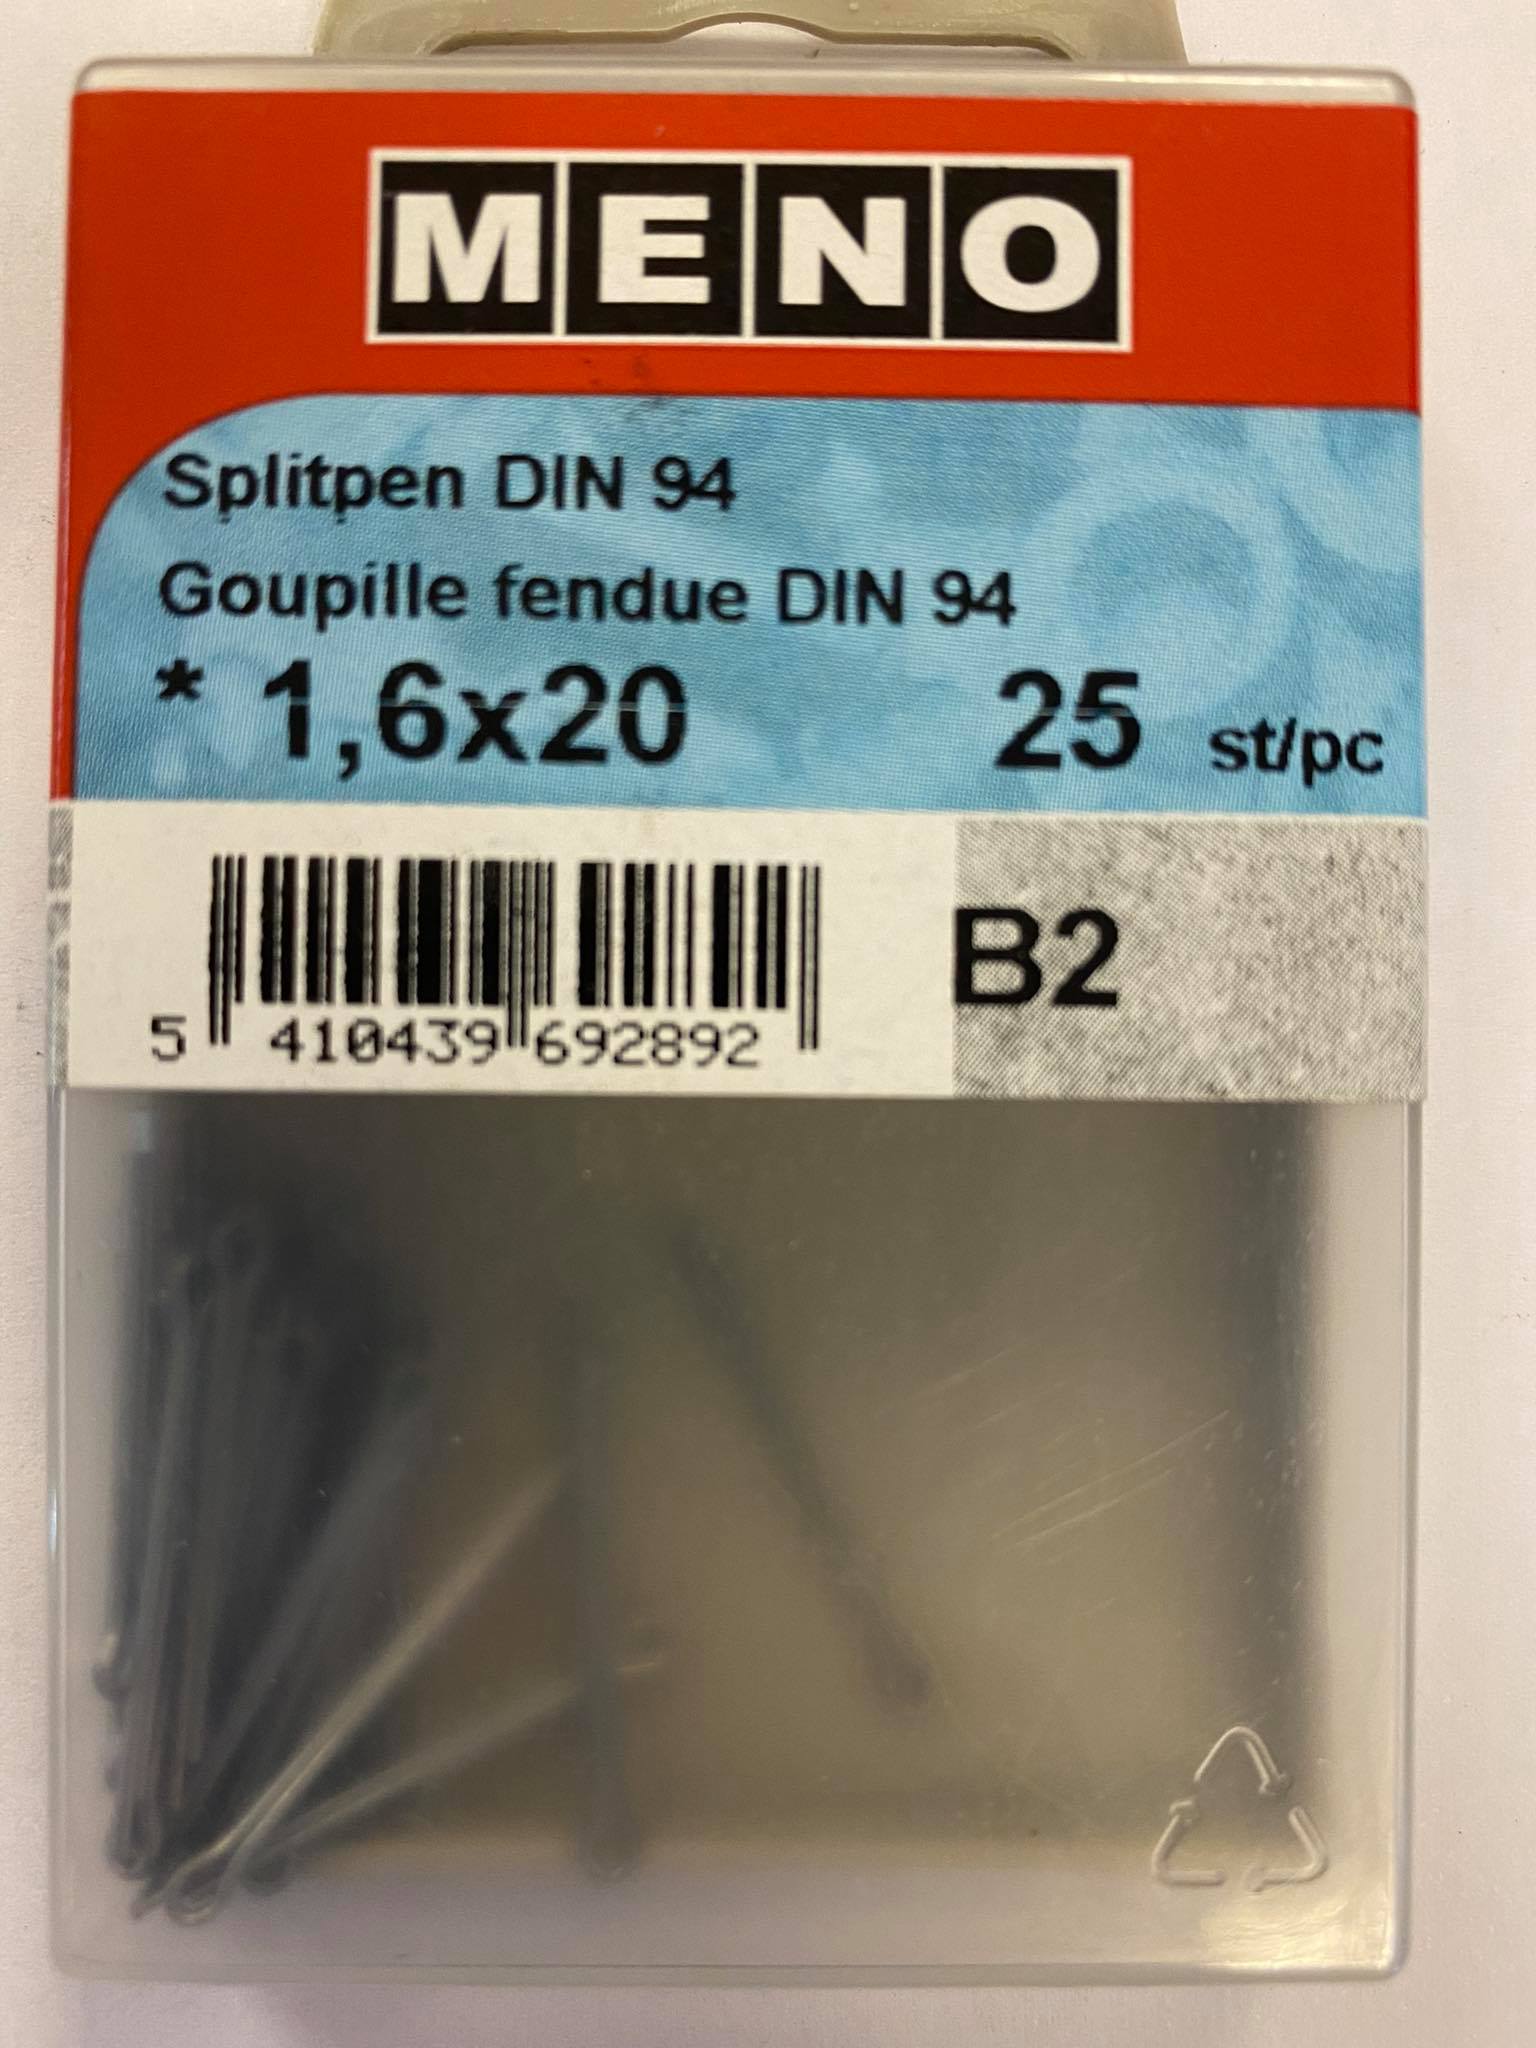 MENO
Splitpen DIN 94
Goupille fendue DIN 94
* 1,6x20 25 st/pc
B2
5 410439 692892